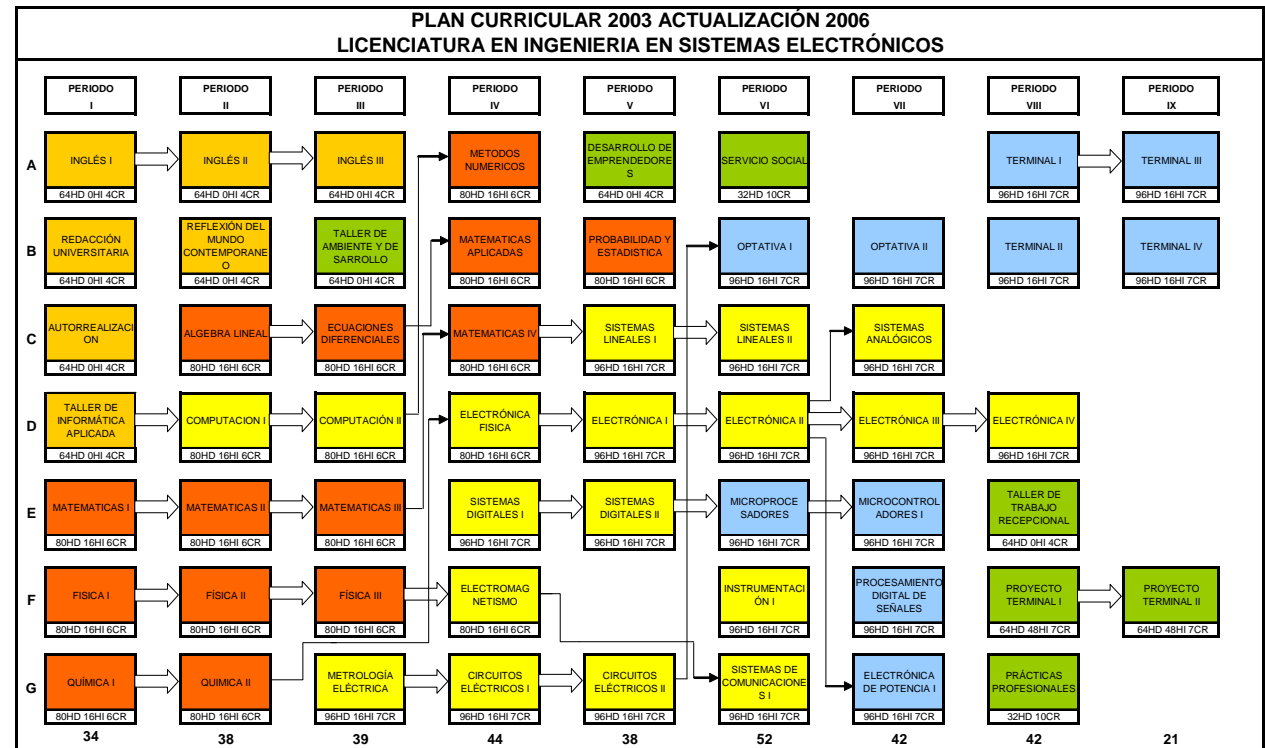 PLAN CURRICULAR 2003 ACTUALIZACIÓN 2006
LICENCIATURA EN INGENIERIA EN SISTEMAS ELECTRÓNICOS
PERIODO
I
PERIODO
II
PERIODO
III
PERIODO
IV
PERIODO
V
PERIODO
VI
PERIODO
VII
PERIODO
VIII
PERIODO
IX
A
INGLÉS I
64HD 0HI 4CR
INGLÉS II
64HD 0HI 4CR
INGLÉS III
64HD 0HI 4CR
METODOS
NUMERICOS
80HD 16HI 6CR
DESARROLLO DE
EMPRENDEDORE
S
64HD 0HI 4CR
SERVICIO SOCIAL
32HD 10CR
TERMINAL I
96HD 16HI 7CR
TERMINAL III
96HD 16HI 7CR
B
REDACCIÓN
UNIVERSITARIA
64HD 0HI 4CR
REFLEXIÓN DEL
MUNDO
CONTEMPORANE
O
64HD 0HI 4CR
TALLER DE
AMBIENTE Y DE
SARROLLO
64HD 0HI 4CR
MATEMATICAS
APLICADAS
80HD 16HI 6CR
PROBABILIDAD Y
ESTADISTICA
80HD 16HI 6CR
OPTATIVA I
96HD 16HI 7CR
OPTATIVA II
96HD 16HI 7CR
TERMINAL II
96HD 16HI 7CR
TERMINAL IV
96HD 16HI 7CR
C
AUTORREALIZACI
ON
64HD 0HI 4CR
ALGEBRA LINEAL
80HD 16HI 6CR
ECUACIONES
DIFERENCIALES
80HD 16HI 6CR
MATEMATICAS IV
80HD 16HI 6CR
SISTEMAS
LINEALES I
96HD 16HI 7CR
SISTEMAS
LINEALES II
96HD 16HI 7CR
SISTEMAS
ANALÓGICOS
96HD 16HI 7CR
D
TALLER DE
INFORMÁTICA
APLICADA
64HD 0HI 4CR
COMPUTACION I
80HD 16HI 6CR
COMPUTACIÓN II
80HD 16HI 6CR
ELECTRÓNICA
FISICA
80HD 16HI 6CR
ELECTRÓNICA I
96HD 16HI 7CR
ELECTRÓNICA II
96HD 16HI 7CR
ELECTRÓNICA III
96HD 16HI 7CR
ELECTRÓNICA IV
96HD 16HI 7CR
E
MATEMATICAS I
80HD 16HI 6CR
MATEMATICAS II
80HD 16HI 6CR
MATEMATICAS III
80HD 16HI 6CR
SISTEMAS
DIGITALES I
96HD 16HI 7CR
SISTEMAS
DIGITALES II
96HD 16HI 7CR
MICROPROCE
SADORES
96HD 16HI 7CR
MICROCONTROL
ADORES I
96HD 16HI 7CR
TALLER DE
TRABAJO
RECEPCIONAL
64HD 0HI 4CR
F
FISICA I
80HD 16HI 6CR
FÍSICA II
80HD 16HI 6CR
FÍSICA III
80HD 16HI 6CR
ELECTROMAG
NETISMO
80HD 16HI 6CR
INSTRUMENTACI
ÓN I
96HD 16HI 7CR
PROCESAMIENTO
DIGITAL DE
SEÑALES
96HD 16HI 7CR
PROYECTO
TERMINAL I
64HD 48HI 7CR
PROYECTO
TERMINAL II
64HD 48HI 7CR
G
QUÍMICA I
80HD 16HI 6CR
QUIMICA II
80HD 16HI 6CR
METROLOGÍA
ELÉCTRICA
96HD 16HI 7CR
CIRCUITOS
ELÉCTRICOS I
96HD 16HI 7CR
CIRCUITOS
ELÉCTRICOS II
96HD 16HI 7CR
SISTEMAS DE
COMUNICACIONE
S I
96HD 16HI 7CR
ELECTRÓNICA
DE POTENCIA I
96HD 16HI 7CR
PRÁCTICAS
PROFESIONALES
32HD 10CR
34
38
39
44
38
52
42
42
21